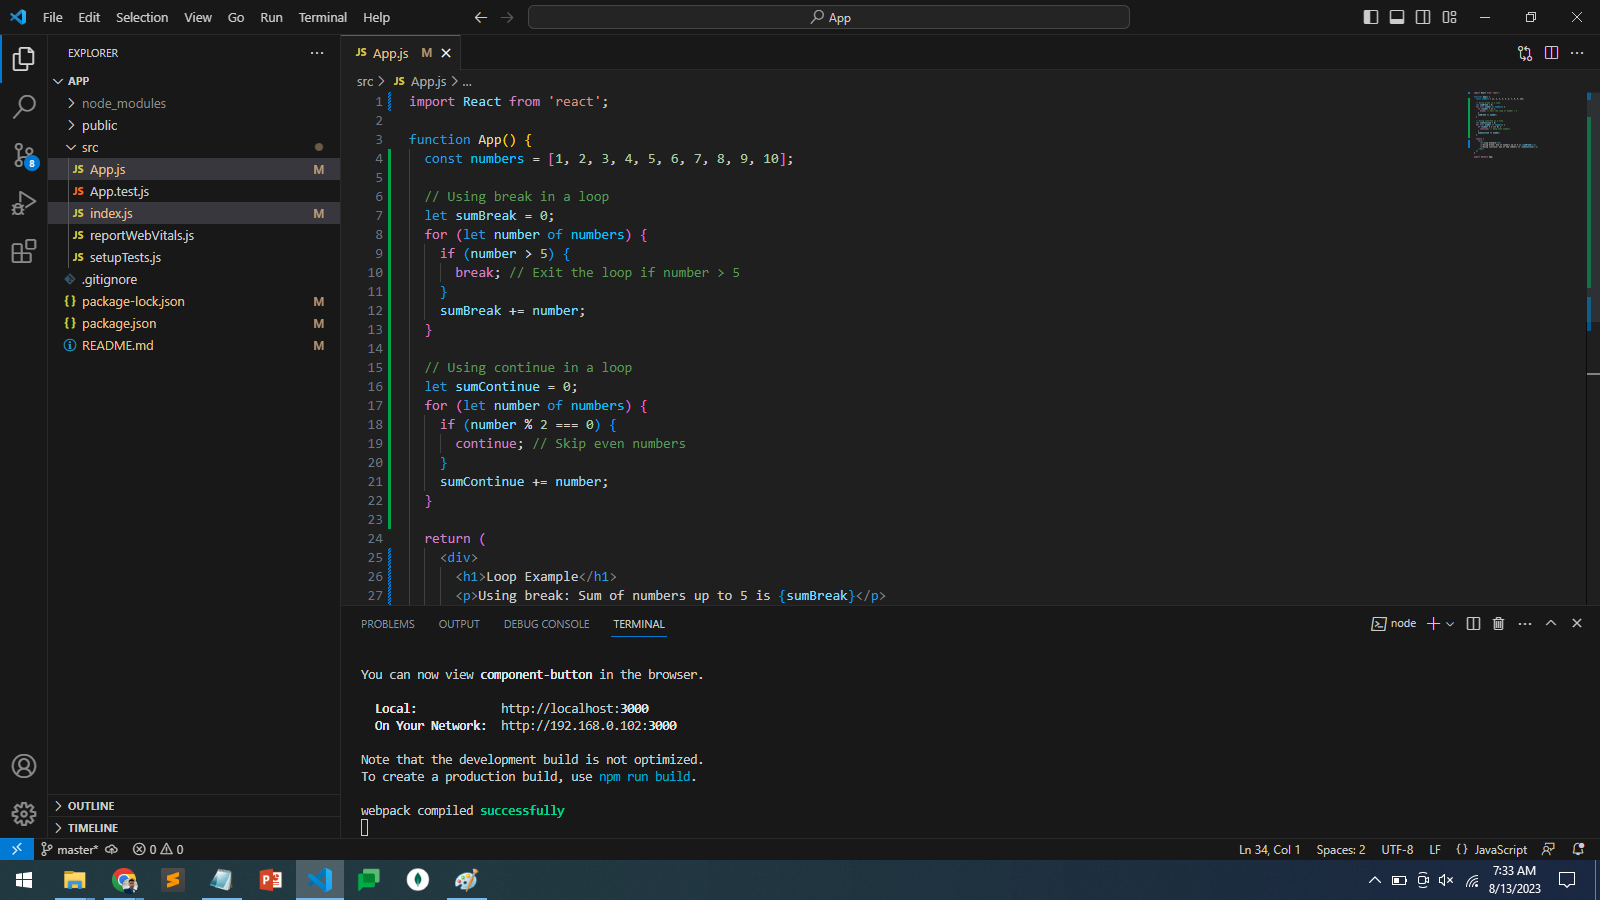 File Edit Selection View Go Run Terminal Help
App
EXPLORER
APP
node_modules
public
src
JS App.js M
JS App.test.js
JS index.js M
JS reportWebVitals.js
JS setupTests.js
.gitignore
{} package-lock.json M
{} package.json M
README.md M
OUTLINE
TIMELINE
8
JS App.js M
src > JS App.js > ...
1 import React from 'react';
2
3 function App() {
4 const numbers = [1, 2, 3, 4, 5, 6, 7, 8, 9, 10];
5
6 // Using break in a loop
7 let sumBreak = 0;
8 for (let number of numbers) {
9 if (number > 5) {
10 break; // Exit the loop if number > 5
11 }
12 sumBreak += number;
13 }
14
15 // Using continue in a loop
16 let sumContinue = 0;
17 for (let number of numbers) {
18 if (number % 2 === 0) {
19 continue; // Skip even numbers
20 }
21 sumContinue += number;
22 }
23
24 return (
25 <div>
26 <h1>Loop Example</h1>
27 <p>Using break: Sum of numbers up to 5 is {sumBreak}</p>
PROBLEMS OUTPUT DEBUG CONSOLE TERMINAL
node
You can now view component-button in the browser.
Local: http://localhost:3000
On Your Network: http://192.168.0.102:3000
Note that the development build is not optimized.
To create a production build, use npm run build.
webpack compiled successfully
master* 0 0
Ln 34, Col 1 Spaces: 2 UTF-8 LF {} JavaScript
7:33 AM
8/13/2023